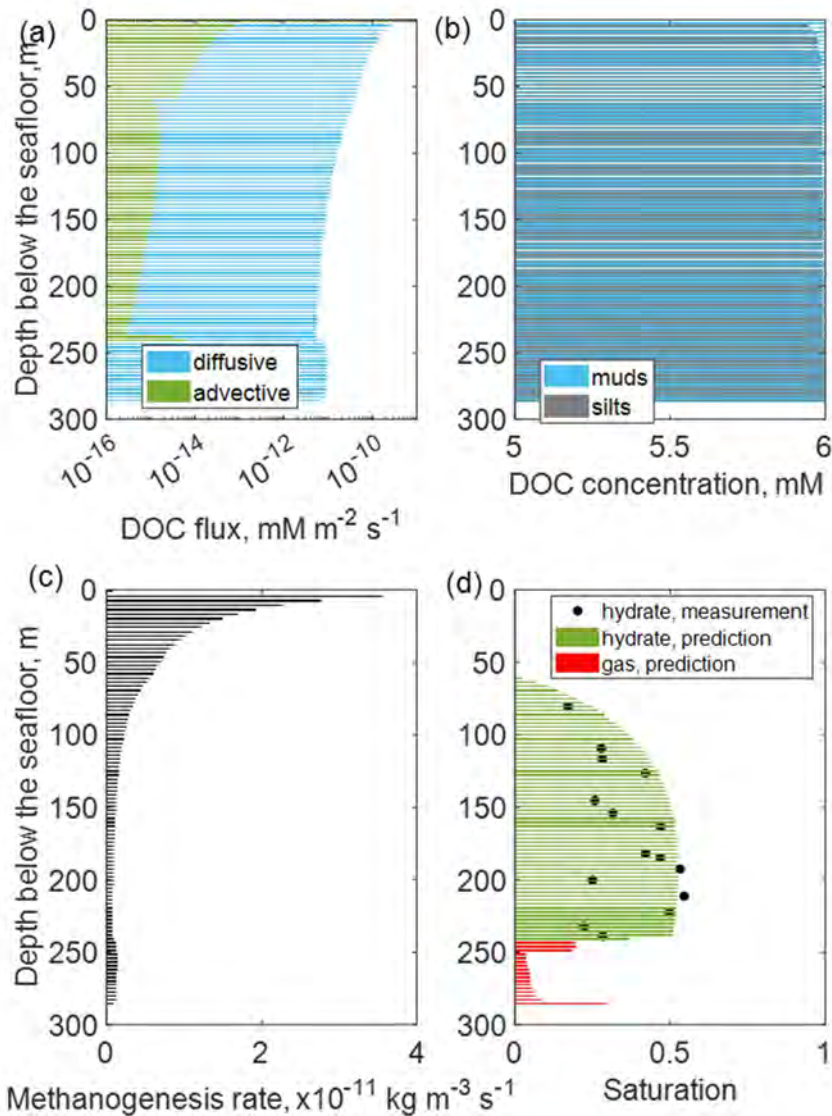 (a)
Depth below the seafloor,m
0
50
100
150
200
250
300
diffusive
advective
10-16
10-14
10-12
10-10
DOC flux, mM m-2 s-1
(b)
0
50
100
150
200
250
300
muds
silts
5
5.5
6
DOC concentration, mM
(c)
Depth below the seafloor, m
0
50
100
150
200
250
300
0
2
4
Methanogenesis rate, x10-11 kg m-3 s-1
(d)
0
50
100
150
200
250
300
hydrate, measurement
hydrate, prediction
gas, prediction
0
0.5
1
Saturation